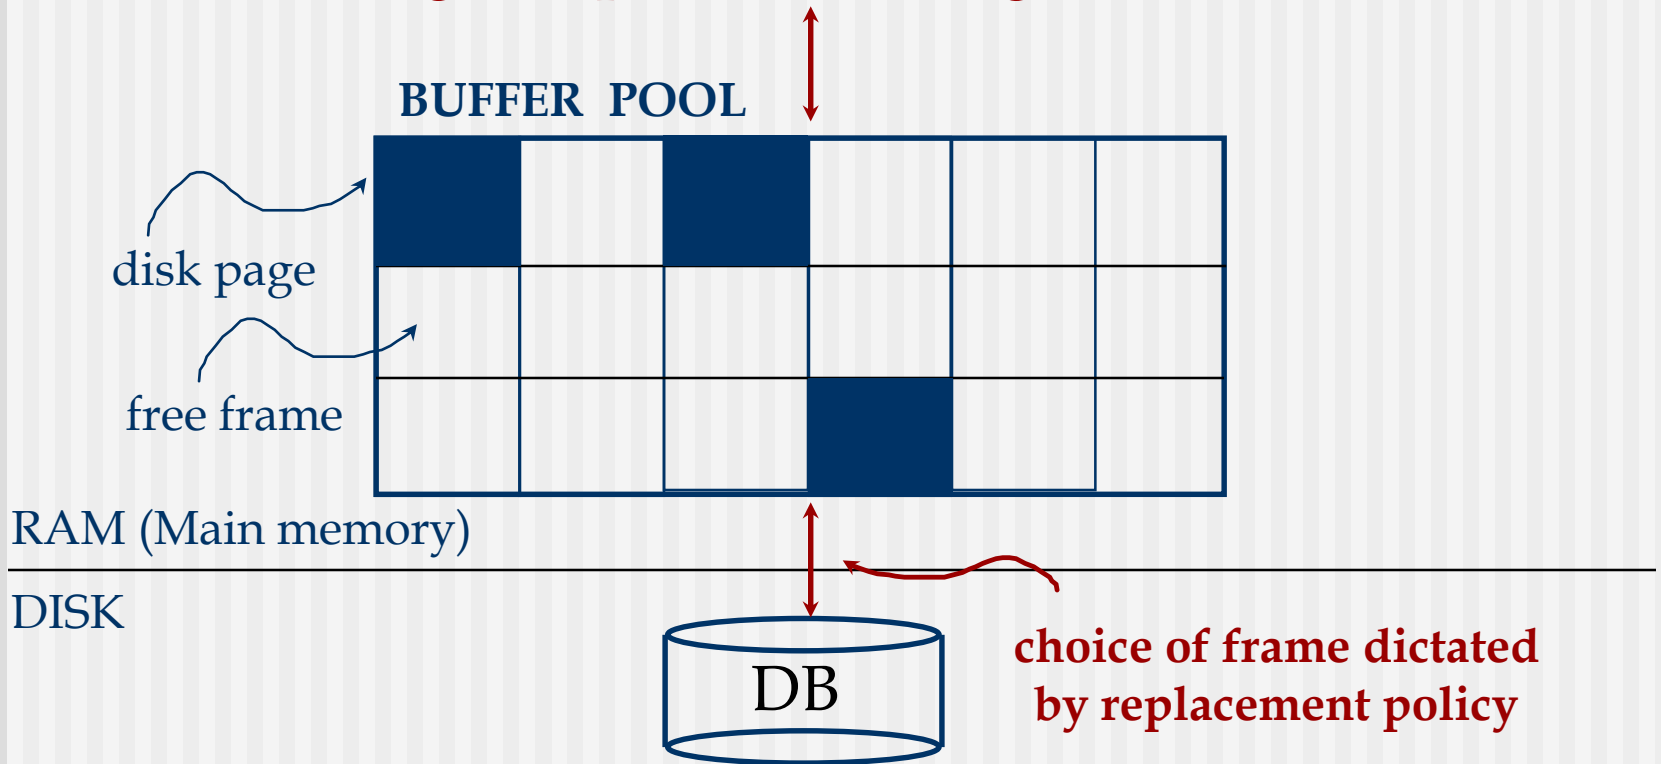 BUFFER POOL
disk page
free frame
RAM (Main memory)
DISK
DB
choice of frame dictated
by replacement policy